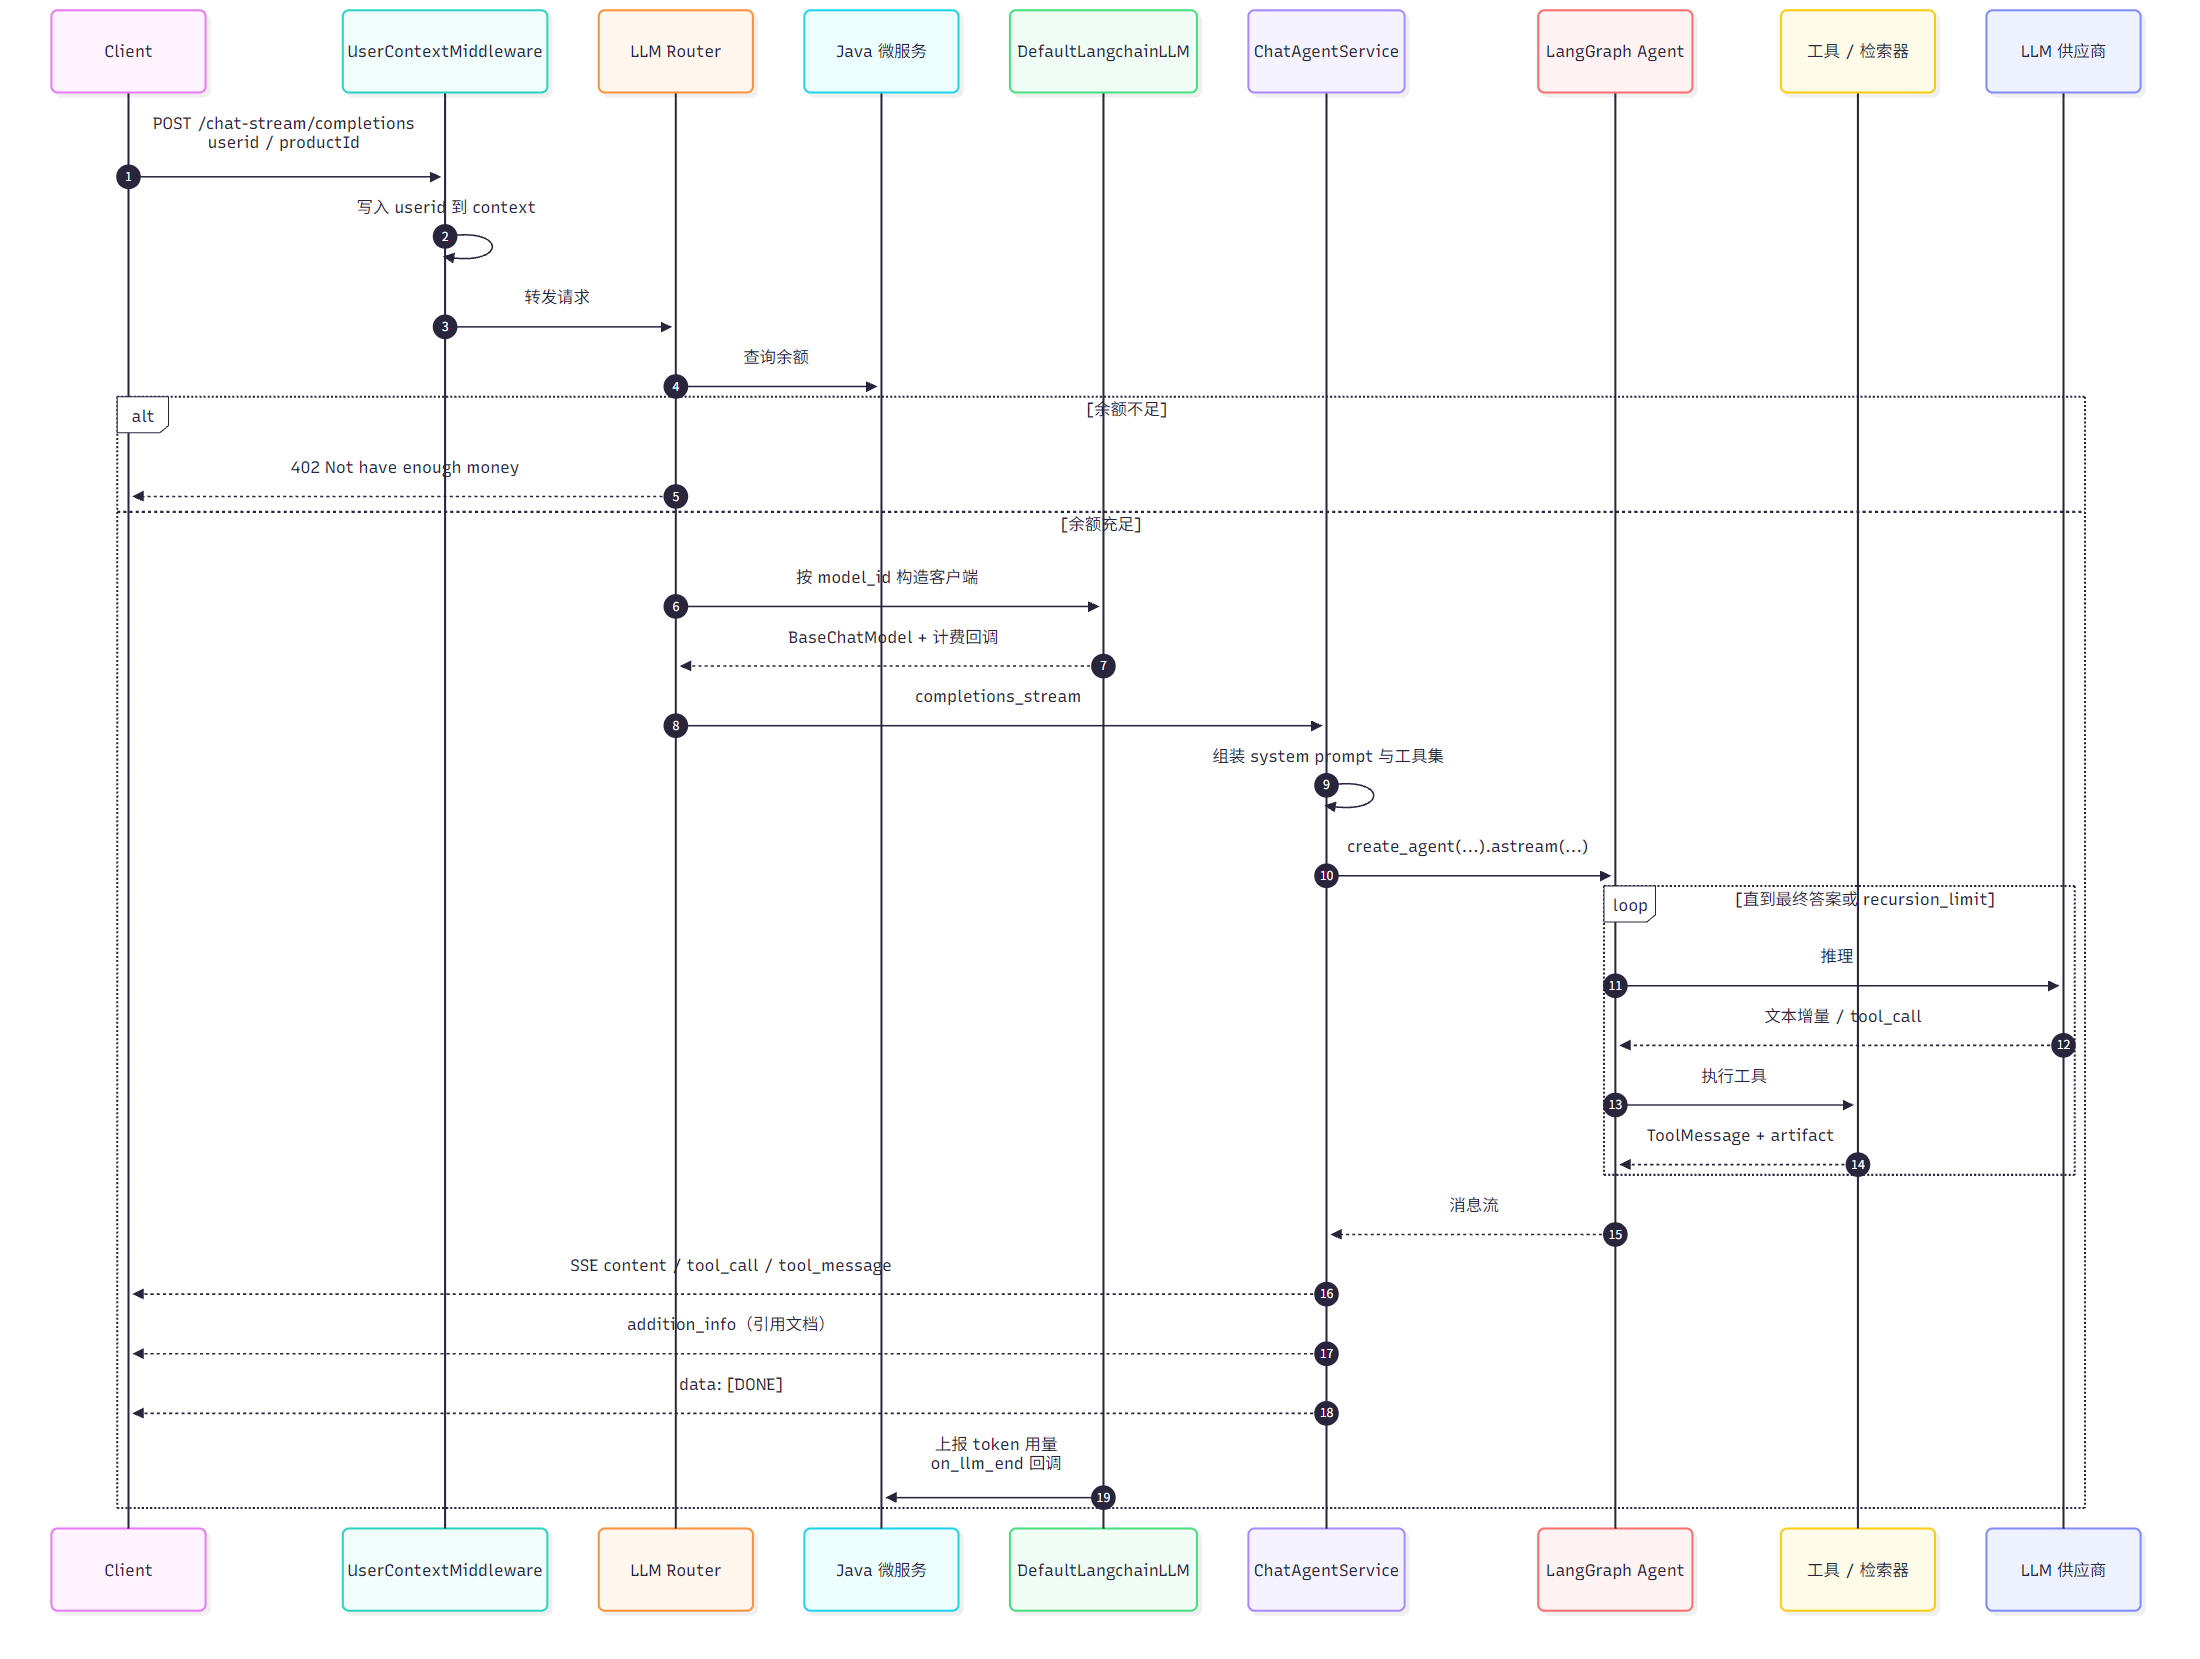 Client
UserContextMiddleware
LLM Router
Java 微服务
DefaultLangchainLLM
ChatAgentService
LangGraph Agent
工具 / 检索器
LLM 供应商
POST /chat-stream/completions
userid / productId
1
写入 userid 到 context
2
转发请求
3
查询余额
4
alt
[余额不足]
402 Not have enough money
5
[余额充足]
按 model_id 构造客户端
6
BaseChatModel + 计费回调
7
completions_stream
8
组装 system prompt 与工具集
9
create_agent(...).astream(...)
10
loop
[直到最终答案或 recursion_limit]
推理
11
文本增量 / tool_call
12
执行工具
13
ToolMessage + artifact
14
消息流
15
SSE content / tool_call / tool_message
16
addition_info（引用文档）
17
data: [DONE]
18
上报 token 用量
on_llm_end 回调
19
Client
UserContextMiddleware
LLM Router
Java 微服务
DefaultLangchainLLM
ChatAgentService
LangGraph Agent
工具 / 检索器
LLM 供应商